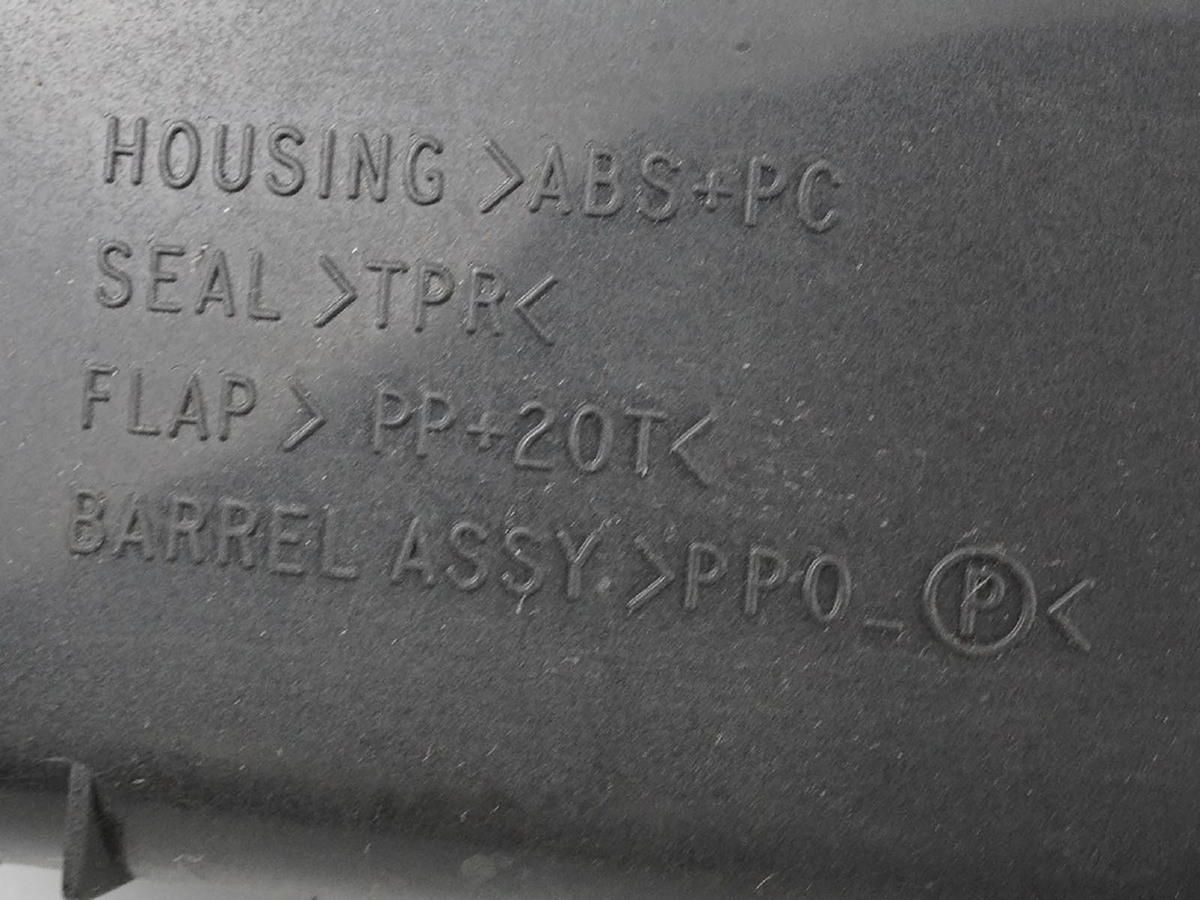 HOUSING >ABS+PC
SEAL >TPR<
FLAP > PP+20T<
BARREL ASSY. >PPO_Ⓟ<